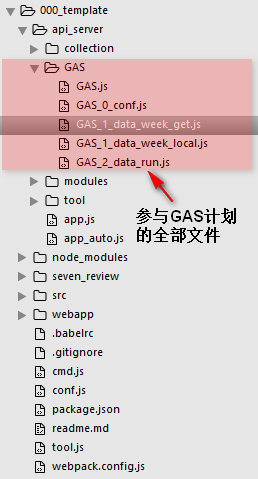 000_template
api_server
collection
GAS
GAS.js
GAS_0_conf.js
GAS_1_data_week_get.js
GAS_1_data_week_local.js
GAS_2_data_run.js
modules
tool
app.js
app_auto.js
参与GAS计划
的全部文件
node_modules
seven_review
src
webapp
.babelrc
.gitignore
cmd.js
conf.js
package.json
readme.md
tool.js
webpack.config.js